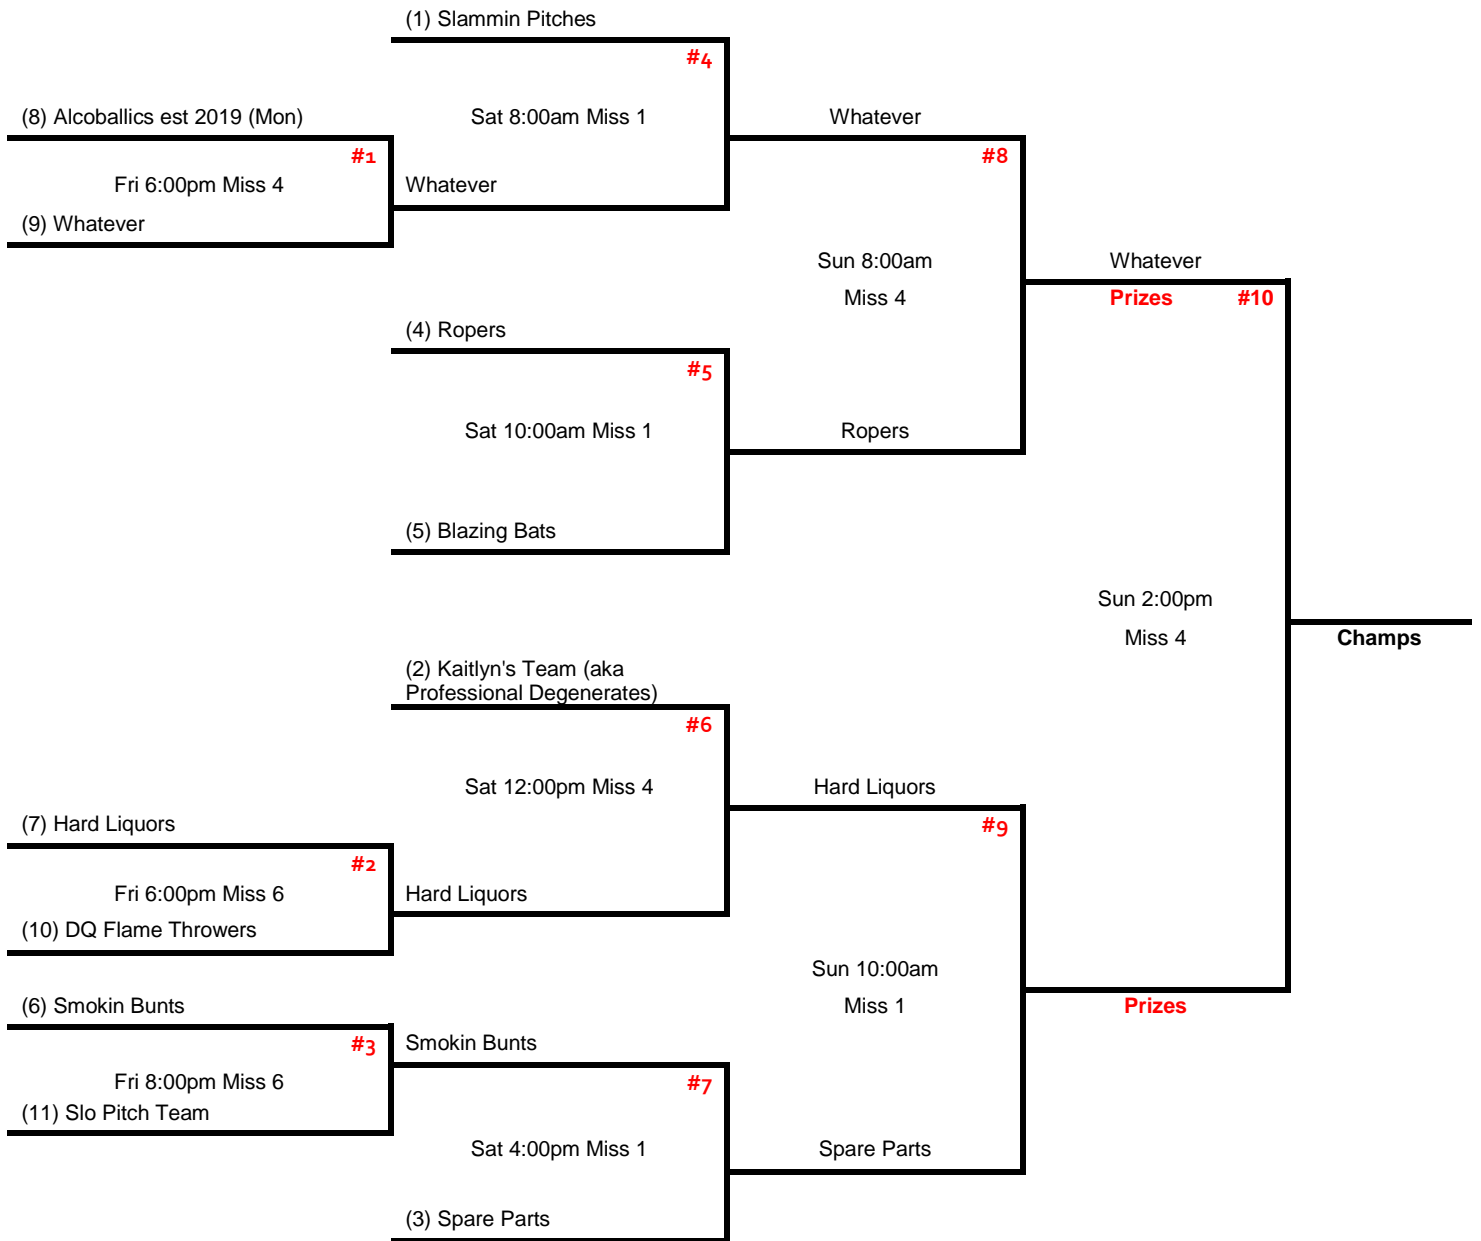 (1) Slammin Pitches
#4
(8) Alcoballics est 2019 (Mon)
Sat 8:00am Miss 1
Whatever
#1
#8
Fri 6:00pm Miss 4
Whatever
(9) Whatever
Sun 8:00am
Whatever
Miss 4
Prizes
#10
(4) Ropers
#5
Sat 10:00am Miss 1
Ropers
(5) Blazing Bats
Sun 2:00pm
Miss 4
Champs
(2) Kaitlyn's Team (aka
Professional Degenerates)
#6
Sat 12:00pm Miss 4
Hard Liquors
(7) Hard Liquors
#9
#2
Fri 6:00pm Miss 6
Hard Liquors
(10) DQ Flame Throwers
Sun 10:00am
(6) Smokin Bunts
Miss 1
Prizes
#3
Smokin Bunts
Fri 8:00pm Miss 6
#7
(11) Slo Pitch Team
Sat 4:00pm Miss 1
Spare Parts
(3) Spare Parts